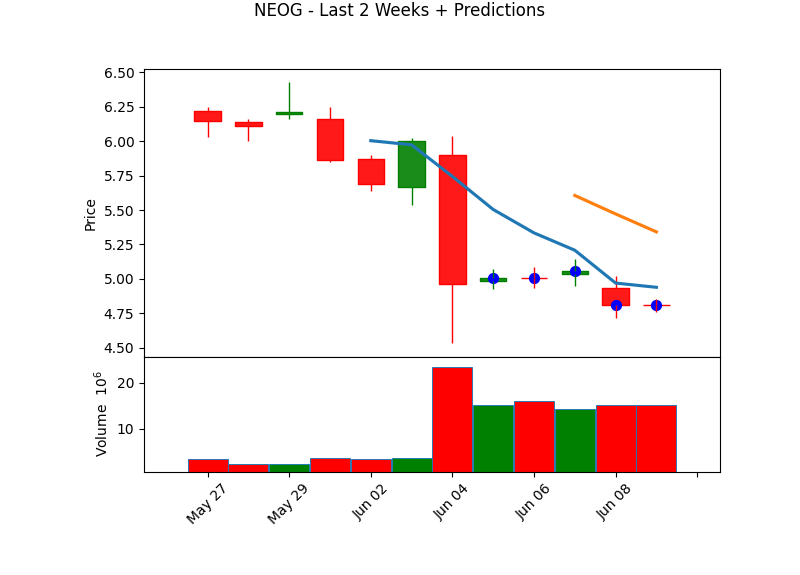 NEOG - Last 2 Weeks + Predictions
6.50
6.25
6.00
5.75
5.50
5.25
5.00
4.75
4.50
Price
20
10
Volume 10^6
May 27
May 29
Jun 02
Jun 04
Jun 06
Jun 08